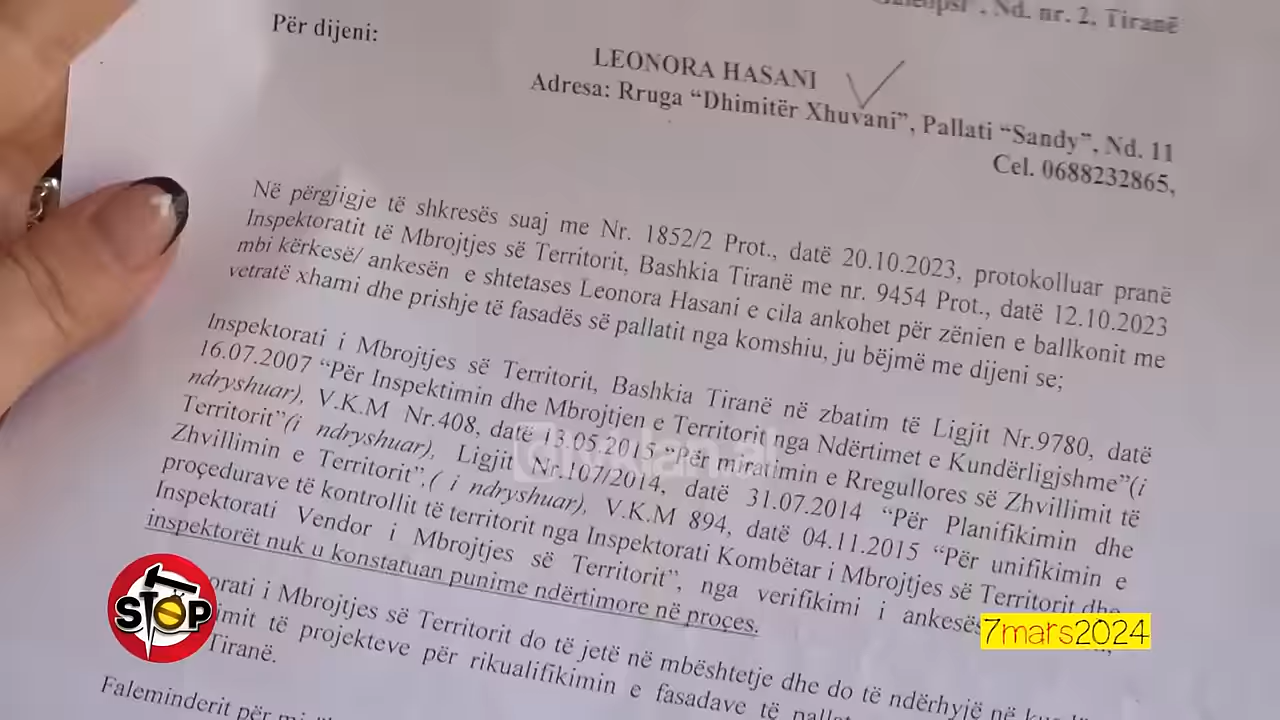 Nd. nr. 2, Tiranë
Për dijeni:
LEONORA HASANI
Adresa: Rruga “Dhimitër Xhuvani”, Pallati “Sandy”, Nd. 11
Cel. 0688232865,
Në përgjigje të shkresës suaj me Nr. 1852/2 Prot., datë 20.10.2023, protokolluar pranë
Inspektoratit të Mbrojtjes së Territorit, Bashkia Tiranë me nr. 9454 Prot., datë 12.10.2023
mbi kërkesë/ ankesën e shtetases Leonora Hasani e cila ankohet për zënien e ballkonit me
vetratë xhami dhe prishje të fasadës së pallatit nga komshiu, ju bëjmë me dijeni se;
Inspektorati i Mbrojtjes së Territorit, Bashkia Tiranë në zbatim të Ligjit Nr.9780, datë
16.07.2007 “Për Inspektimin dhe Mbrojtjen e Territorit nga Ndërtimet e Kundërligjshme”(i
ndryshuar), V.K.M Nr.408, datë 13.05.2015 “Për miratimin e Rregullores së Zhvillimit të
Territorit”(i ndryshuar), Ligjit Nr.107/2014, datë 31.07.2014 “Për Planifikimin dhe
Zhvillimin e Territorit”,( i ndryshuar), V.K.M 894, datë 04.11.2015 “Për unifikimin e
proçedurave të kontrollit të territorit nga Inspektorati Kombëtar i Mbrojtjes së Territorit dhe
Inspektorati Vendor i Mbrojtjes së Territorit”, nga verifikimi i ankesës
inspektorët nuk u konstatuan punime ndërtimore në proçes.
orati i Mbrojtjes së Territorit do të jetë në mbështetje dhe do të ndërhyjë në
imit të projekteve për rikualifikimin e fasadave të
Tiranë.
Faleminderit për
STOP
7mars2024